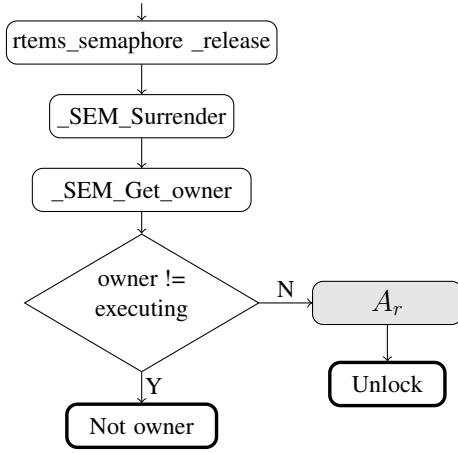 rtems_semaphore _release
_SEM_Surrender
_SEM_Get_owner
owner !=
executing
N
A_r
Unlock
Y
Not owner